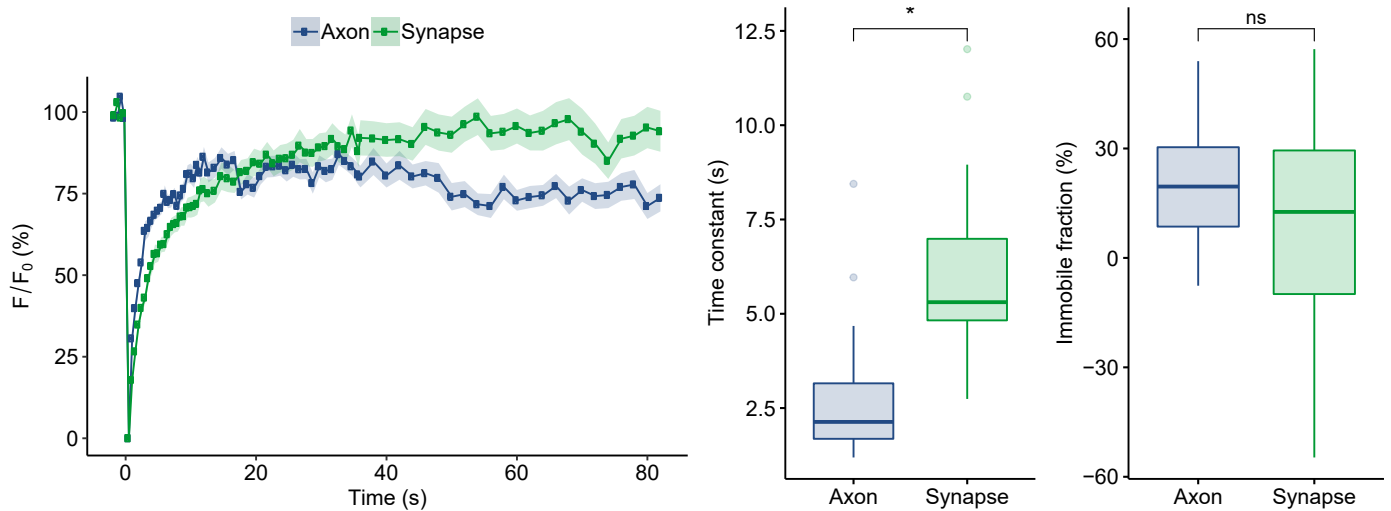 Axon Synapse
F/F0 (%)
100
75
50
25
0
0 20 40 60 80
Time (s)
*
Time constant (s)
12.5
10.0
7.5
5.0
2.5
Axon Synapse
ns
Immobile fraction (%)
60
30
0
−30
−60
Axon Synapse